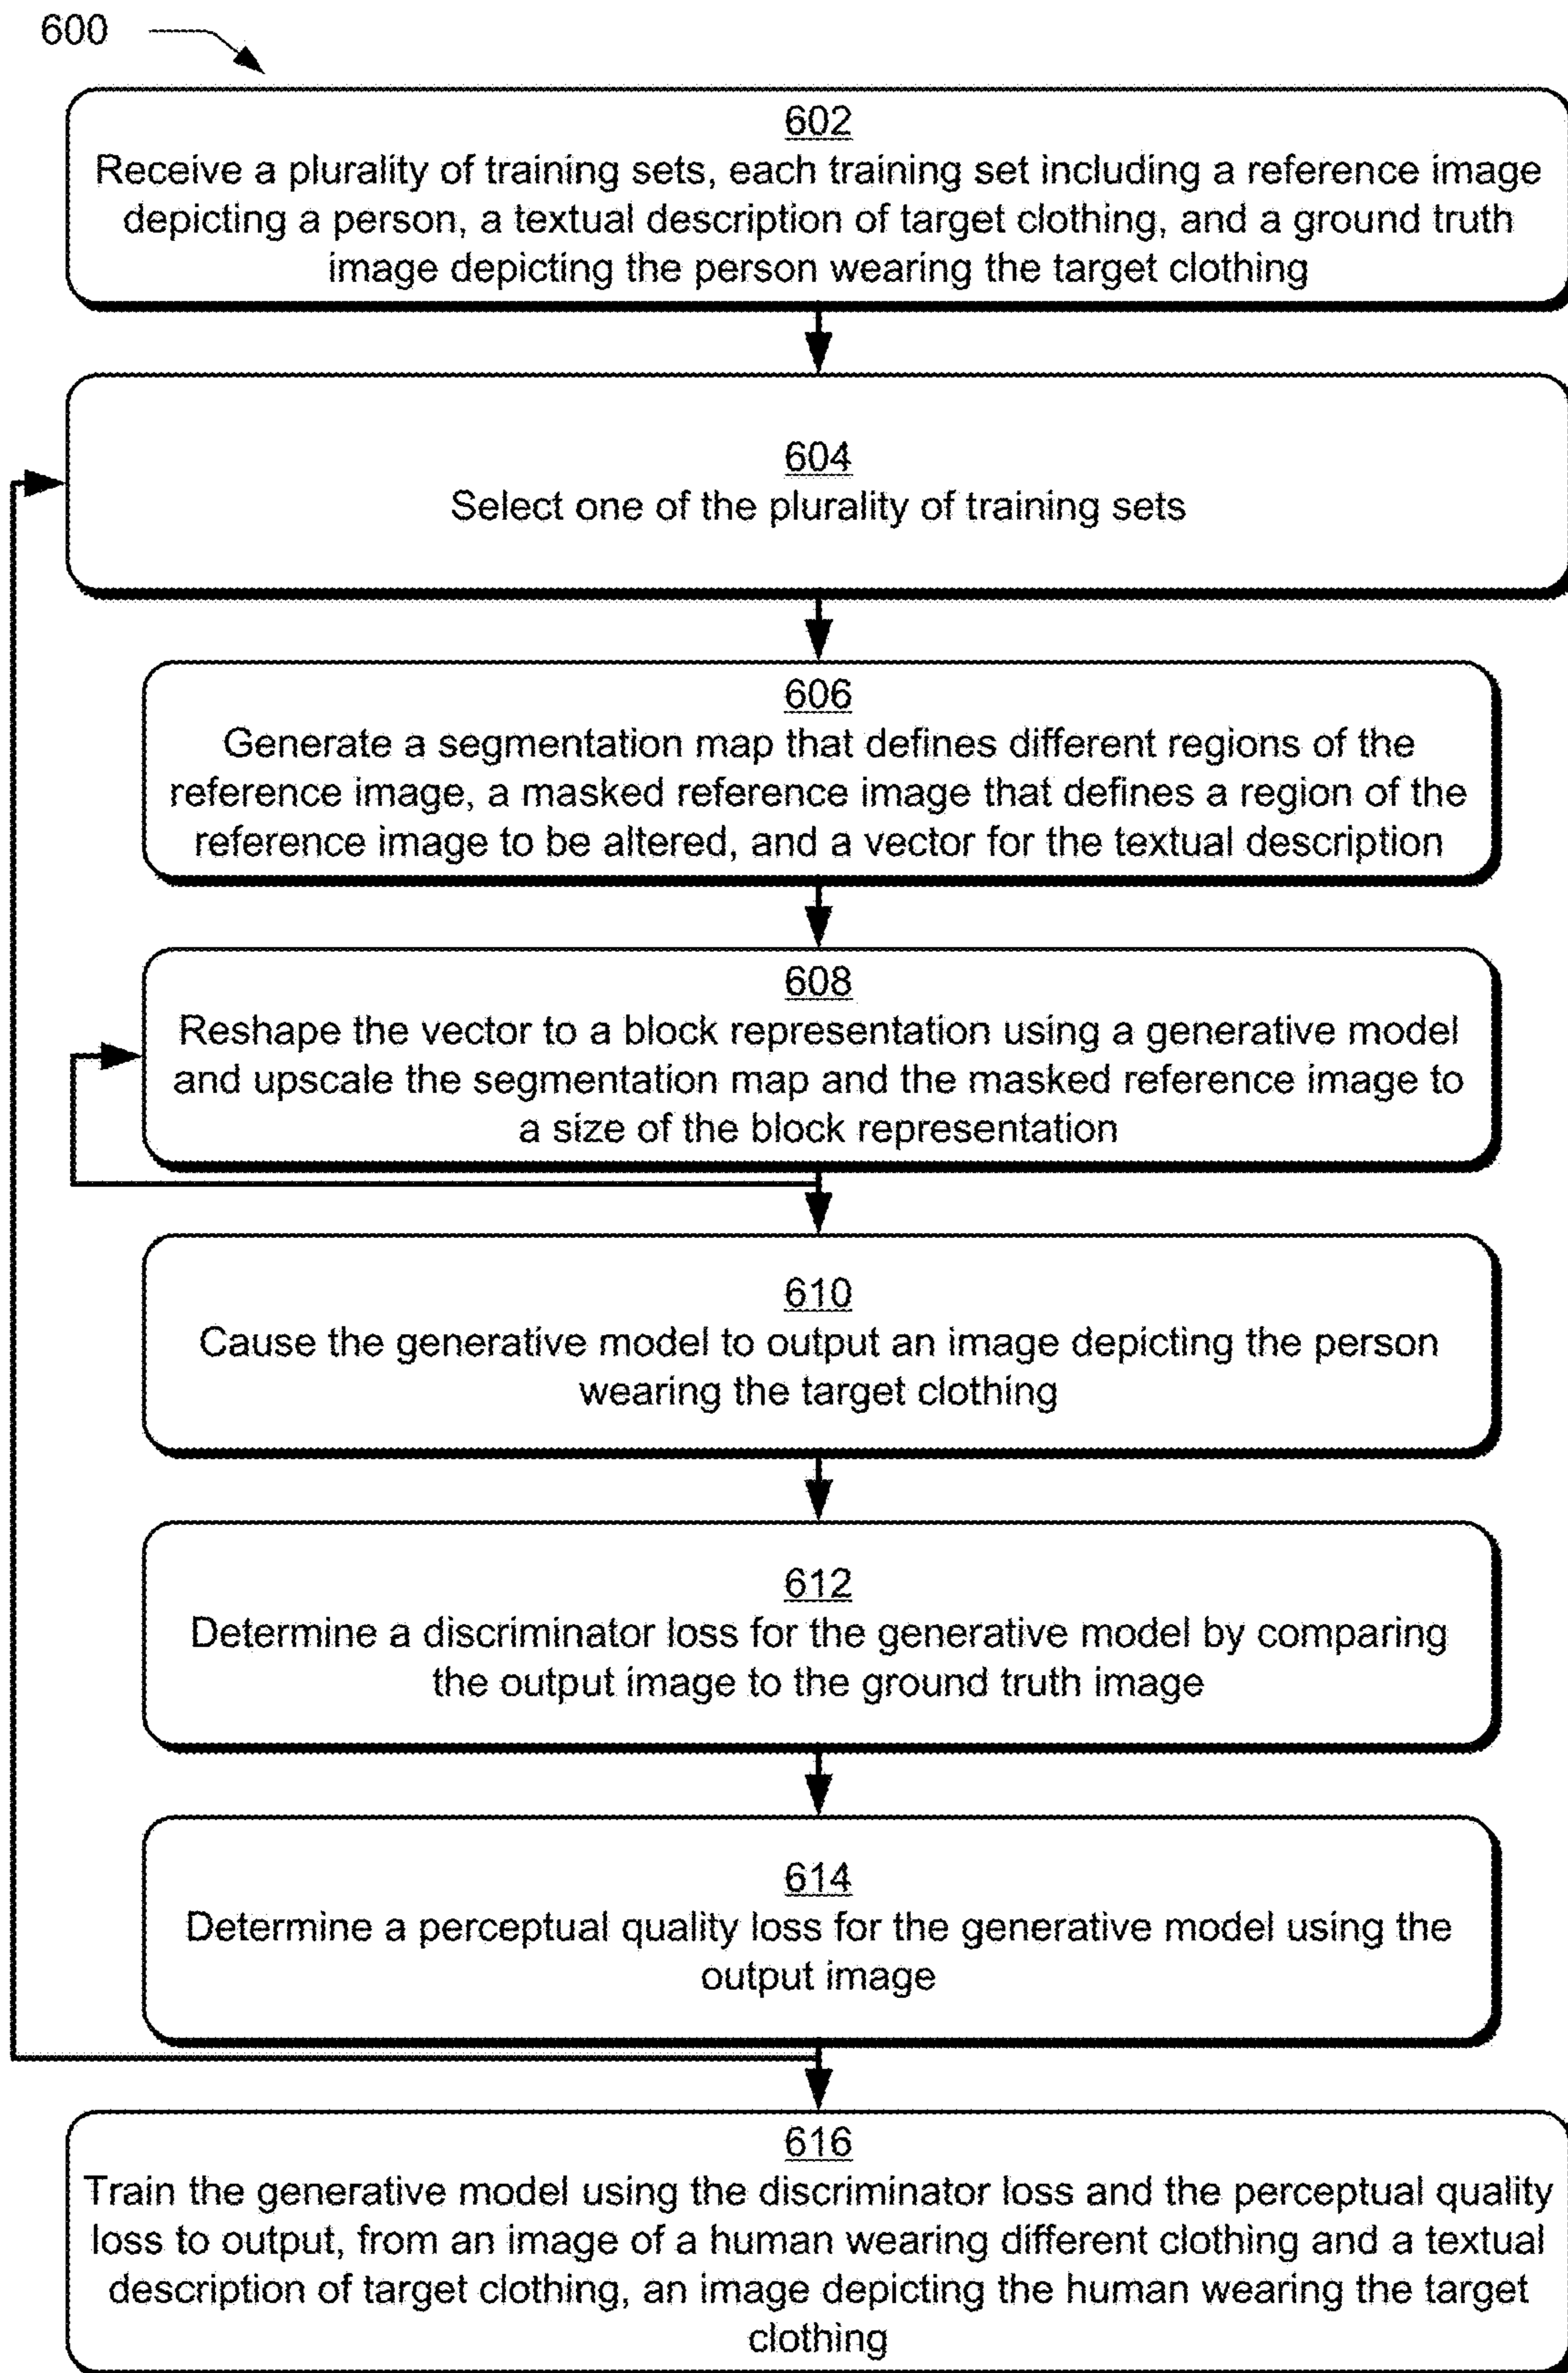 600
602
Receive a plurality of training sets, each training set including a reference image
depicting a person, a textual description of target clothing, and a ground truth
image depicting the person wearing the target clothing
604
Select one of the plurality of training sets
606
Generate a segmentation map that defines different regions of the
reference image, a masked reference image that defines a region of the
reference image to be altered, and a vector for the textual description
608
Reshape the vector to a block representation using a generative model
and upscale the segmentation map and the masked reference image to
a size of the block representation
610
Cause the generative model to output an image depicting the person
wearing the target clothing
612
Determine a discriminator loss for the generative model by comparing
the output image to the ground truth image
614
Determine a perceptual quality loss for the generative model using the
output image
616
Train the generative model using the discriminator loss and the perceptual quality
loss to output, from an image of a human wearing different clothing and a textual
description of target clothing, an image depicting the human wearing the target
clothing